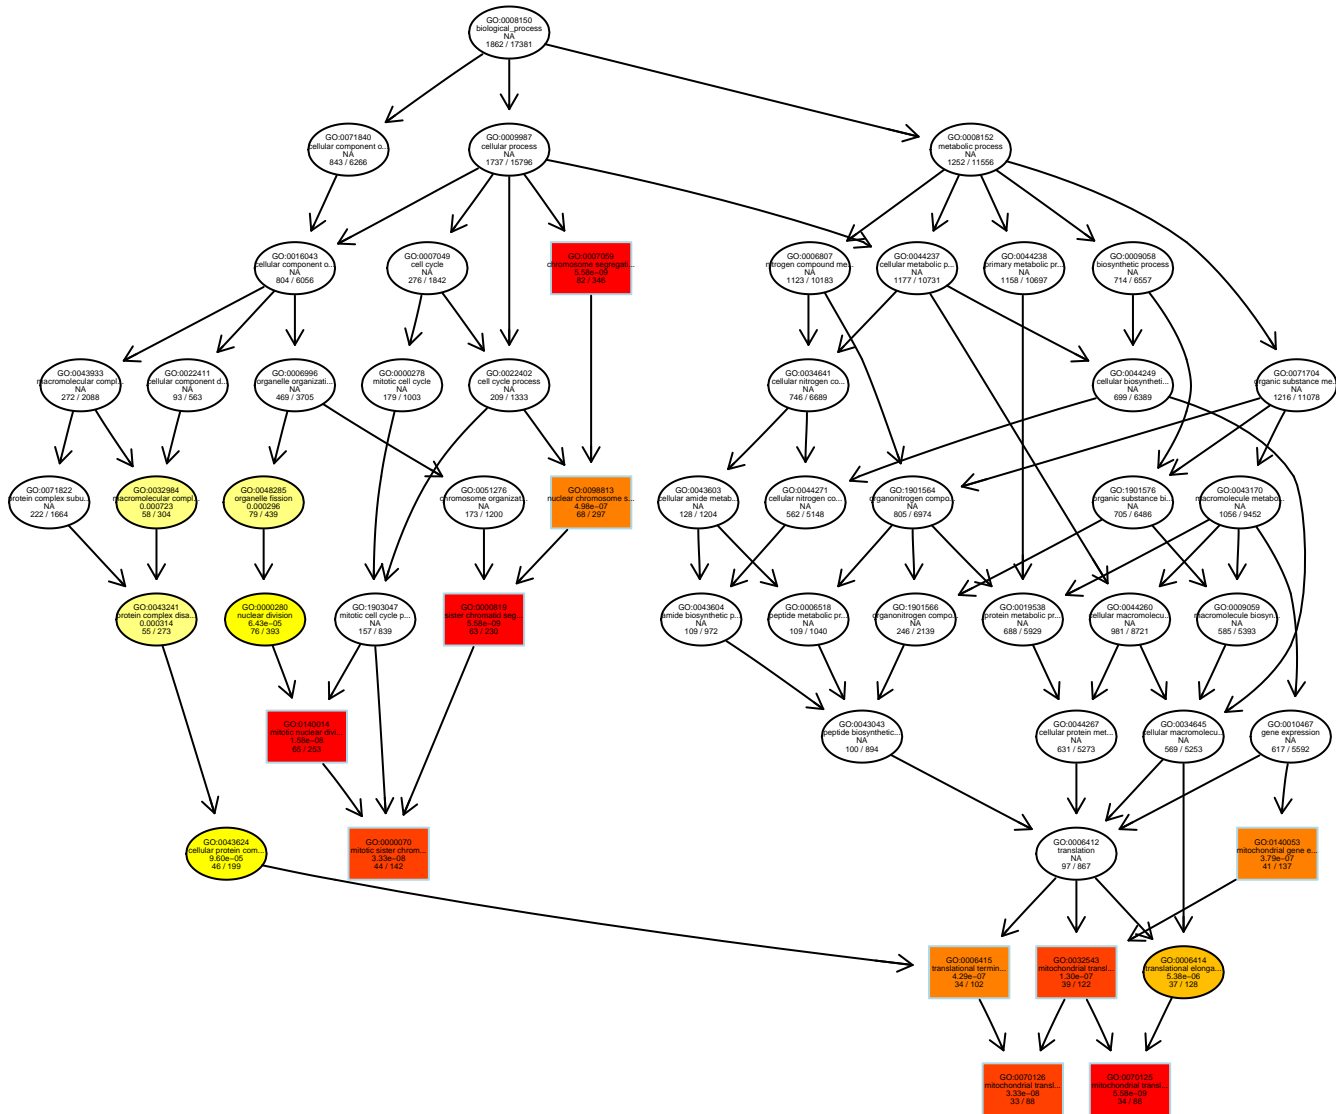 GO:0008150
biological_process
NA
1862 / 17381
GO:0071840
cellular component o...
NA
843 / 6266
GO:0009987
cellular process
NA
1737 / 15796
GO:0008152
metabolic process
NA
1252 / 11556
GO:0016043
cellular component o...
NA
804 / 6056
GO:0007049
cell cycle
NA
276 / 1842
GO:0007059
chromosome segregati...
5.58e−09
82 / 346
GO:0006807
nitrogen compound me...
NA
1123 / 10183
GO:0044237
cellular metabolic p...
NA
1177 / 10731
GO:0044238
primary metabolic pr...
NA
1158 / 10697
GO:0009058
biosynthetic process
NA
714 / 6557
GO:0043933
macromolecular compl...
NA
272 / 2088
GO:0022411
cellular component d...
NA
93 / 563
GO:0006996
organelle organizati...
NA
469 / 3705
GO:0000278
mitotic cell cycle
NA
179 / 1003
GO:0022402
cell cycle process
NA
209 / 1333
GO:0034641
cellular nitrogen co...
NA
746 / 6689
GO:0044249
cellular biosyntheti...
NA
699 / 6389
GO:0071704
organic substance me...
NA
1216 / 11078
GO:0071822
protein complex subu...
NA
222 / 1664
GO:0032984
macromolecular compl...
0.000723
58 / 304
GO:0048285
organelle fission
0.000296
79 / 439
GO:0051276
chromosome organizat...
NA
173 / 1200
GO:0098813
nuclear chromosome s...
4.98e−07
68 / 297
GO:0043603
cellular amide metab...
NA
128 / 1204
GO:0044271
cellular nitrogen co...
NA
562 / 5148
GO:1901564
organonitrogen compo...
NA
805 / 6974
GO:1901576
organic substance bi...
NA
705 / 6486
GO:0043170
macromolecule metabo...
NA
1056 / 9452
GO:0043241
protein complex disa...
0.000314
55 / 273
GO:0000280
nuclear division
6.43e−05
76 / 393
GO:1903047
mitotic cell cycle p...
NA
157 / 839
GO:0000819
sister chromatid seg...
5.58e−09
63 / 230
GO:0043604
amide biosynthetic p...
NA
109 / 972
GO:0006518
peptide metabolic pr...
NA
109 / 1040
GO:1901566
organonitrogen compo...
NA
246 / 2139
GO:0019538
protein metabolic pr...
NA
688 / 5929
GO:0044260
cellular macromolecu...
NA
981 / 8721
GO:0009059
macromolecule biosyn...
NA
585 / 5393
GO:0140014
mitotic nuclear divi...
1.58e−08
65 / 253
GO:0043043
peptide biosynthetic...
NA
100 / 894
GO:0044267
cellular protein met...
NA
631 / 5273
GO:0034645
cellular macromolecu...
NA
569 / 5253
GO:0010467
gene expression
NA
617 / 5592
GO:0043624
cellular protein com...
9.60e−05
46 / 199
GO:0000070
mitotic sister chrom...
3.33e−08
44 / 142
GO:0006412
translation
NA
97 / 867
GO:0140053
mitochondrial gene e...
3.79e−07
41 / 137
GO:0006415
translational termin...
4.29e−07
34 / 102
GO:0032543
mitochondrial transl...
1.30e−07
39 / 122
GO:0006414
translational elonga...
5.38e−06
37 / 128
GO:0070126
mitochondrial transl...
3.33e−08
33 / 88
GO:0070125
mitochondrial transl...
5.58e−09
34 / 86